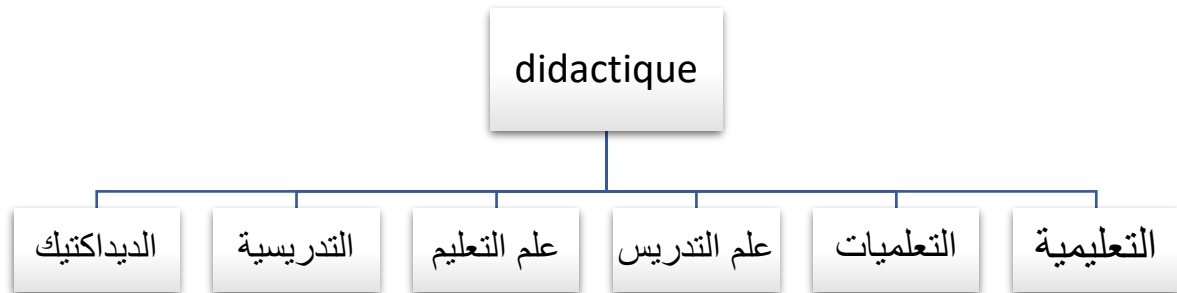 didactique
التعليمية
التعلميات
علم التدريس
علم التعليم
التدريسية
الديداكتيك